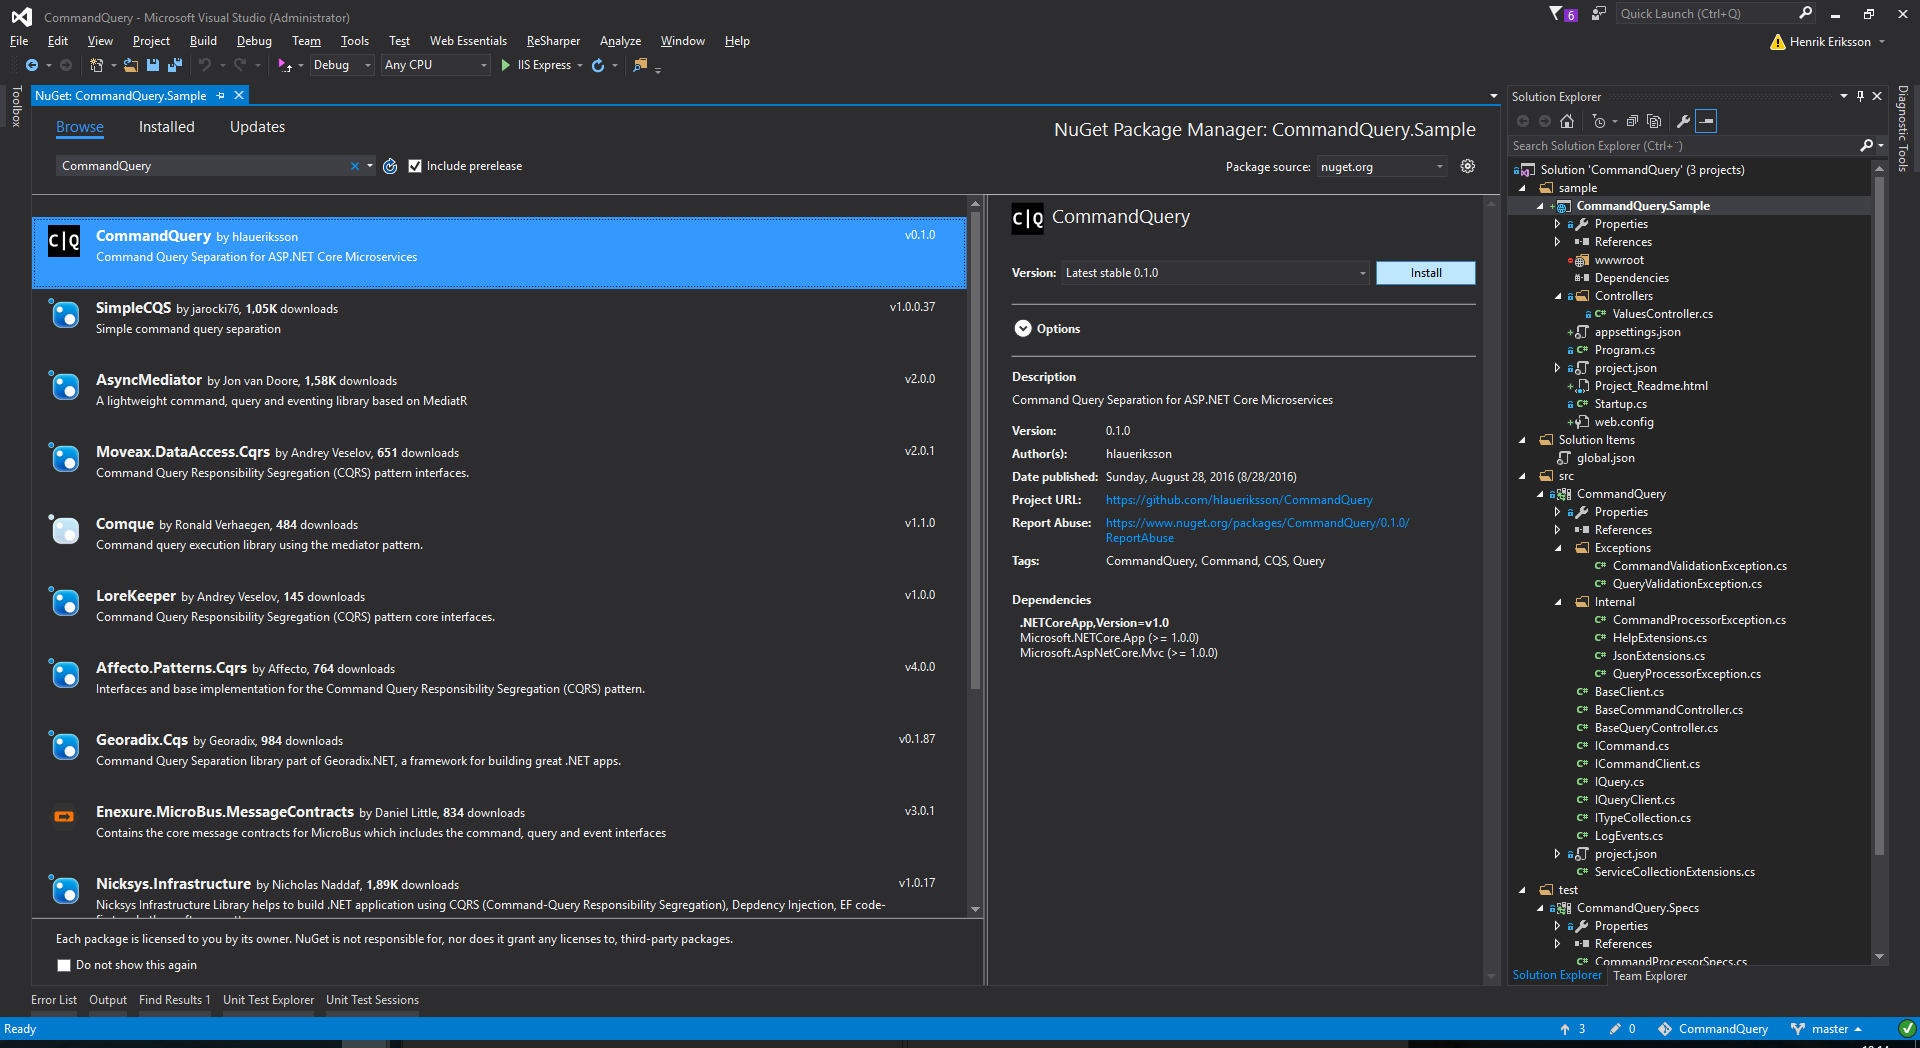 CommandQuery - Microsoft Visual Studio (Administrator)
6
Quick Launch (Ctrl+Q)
File Edit View Project Build Debug Team Tools Test Web Essentials ReSharper Analyze Window Help
Henrik Eriksson
Debug Any CPU IIS Express
Toolbox
NuGet: CommandQuery.Sample
Browse Installed Updates
NuGet Package Manager: CommandQuery.Sample
CommandQuery
Include prerelease
Package source: nuget.org
C|Q
CommandQuery by hlaueriksson
v0.1.0
Command Query Separation for ASP.NET Core Microservices
SimpleCQS by jarocki76, 1,05K downloads
v1.0.0.37
Simple command query separation
AsyncMediator by Jon van Doore, 1,58K downloads
v2.0.0
A lightweight command, query and eventing library based on MediatR
Moveax.DataAccess.Cqrs by Andrey Veselov, 651 downloads
v2.0.1
Command Query Responsibility Segregation (CQRS) pattern interfaces.
Comque by Ronald Verhaegen, 484 downloads
v1.1.0
Command query execution library using the mediator pattern.
LoreKeeper by Andrey Veselov, 145 downloads
v1.0.0
Command Query Responsibility Segregation (CQRS) pattern core interfaces.
Affecto.Patterns.Cqrs by Affecto, 764 downloads
v4.0.0
Interfaces and base implementation for the Command Query Responsibility Segregation (CQRS) pattern.
Georadix.Cqs by Georadix, 984 downloads
v0.1.87
Command Query Separation library part of Georadix.NET, a framework for building great .NET apps.
Enexure.MicroBus.MessageContracts by Daniel Little, 834 downloads
v3.0.1
Contains the core message contracts for MicroBus which includes the command, query and event interfaces
Nicksys.Infrastructure by Nicholas Naddaf, 1,89K downloads
v1.0.17
Nicksys Infrastructure Library helps to build .NET application using CQRS (Command-Query Responsibility Segregation), Depdency Injection, EF code-
Each package is licensed to you by its owner. NuGet is not responsible for, nor does it grant any licenses to, third-party packages.
Do not show this again
C|Q CommandQuery
Version: Latest stable 0.1.0
Install
Options
Description
Command Query Separation for ASP.NET Core Microservices
Version: 0.1.0
Author(s): hlaueriksson
Date published: Sunday, August 28, 2016 (8/28/2016)
Project URL: https://github.com/hlaueriksson/CommandQuery
Report Abuse: https://www.nuget.org/packages/CommandQuery/0.1.0/
ReportAbuse
Tags: CommandQuery, Command, CQS, Query
Dependencies
.NETCoreApp,Version=v1.0
Microsoft.NETCore.App (>= 1.0.0)
Microsoft.AspNetCore.Mvc (>= 1.0.0)
Solution Explorer
Search Solution Explorer (Ctrl+¨)
Solution 'CommandQuery' (3 projects)
sample
CommandQuery.Sample
Properties
References
wwwroot
Dependencies
Controllers
C# ValuesController.cs
appsettings.json
C# Program.cs
project.json
Project_Readme.html
C# Startup.cs
web.config
Solution Items
global.json
src
CommandQuery
Properties
References
Exceptions
C# CommandValidationException.cs
C# QueryValidationException.cs
Internal
C# CommandProcessorException.cs
C# HelpExtensions.cs
C# JsonExtensions.cs
C# QueryProcessorException.cs
C# BaseClient.cs
C# BaseCommandController.cs
C# BaseQueryController.cs
C# ICommand.cs
C# ICommandClient.cs
C# IQuery.cs
C# IQueryClient.cs
C# ITypeCollection.cs
C# LogEvents.cs
project.json
C# ServiceCollectionExtensions.cs
test
CommandQuery.Specs
Properties
References
C# CommandProcessorSpecs.cs
Solution Explorer Team Explorer
Diagnostic Tools
Error List Output Find Results 1 Unit Test Explorer Unit Test Sessions
Ready
3 0 CommandQuery master